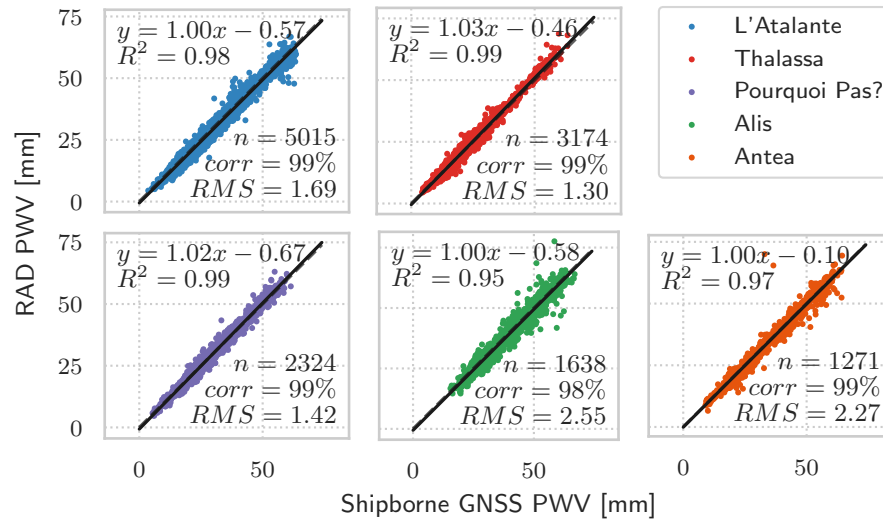 75
50
25
0
y = 1.00x − 0.57
R² = 0.98
n = 5015
corr = 99%
RMS = 1.69
y = 1.03x − 0.46
R² = 0.99
n = 3174
corr = 99%
RMS = 1.30
L'Atalante
Thalassa
Pourquoi Pas?
Alis
Antea
RAD PWV [mm]
75
50
25
0
y = 1.02x − 0.67
R² = 0.99
n = 2324
corr = 99%
RMS = 1.42
y = 1.00x − 0.58
R² = 0.95
n = 1638
corr = 98%
RMS = 2.55
y = 1.00x − 0.10
R² = 0.97
n = 1271
corr = 99%
RMS = 2.27
0 50
0 50
0 50
Shipborne GNSS PWV [mm]